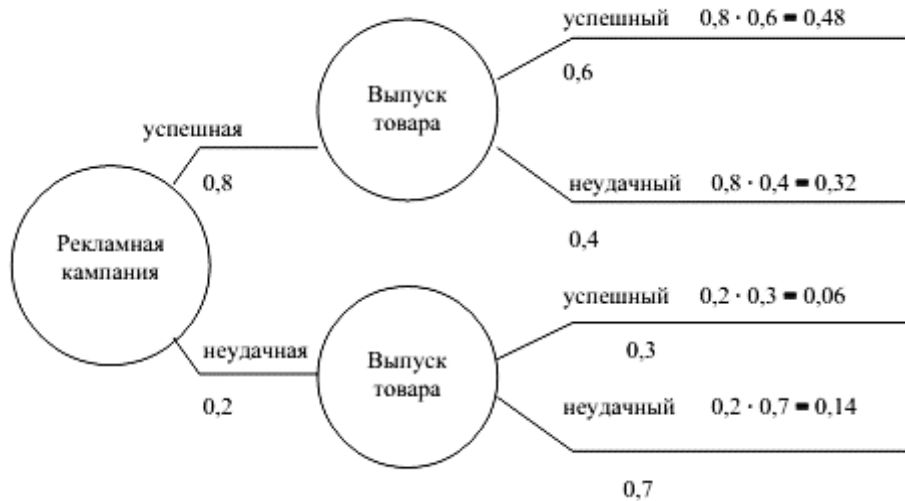 успешный 0,8 · 0,6 = 0,48
0,6
Выпуск
товара
успешная
0,8
неудачный 0,8 · 0,4 = 0,32
0,4
Рекламная
кампания
успешный 0,2 · 0,3 = 0,06
0,3
неудачная
0,2
Выпуск
товара
неудачный 0,2 · 0,7 = 0,14
0,7